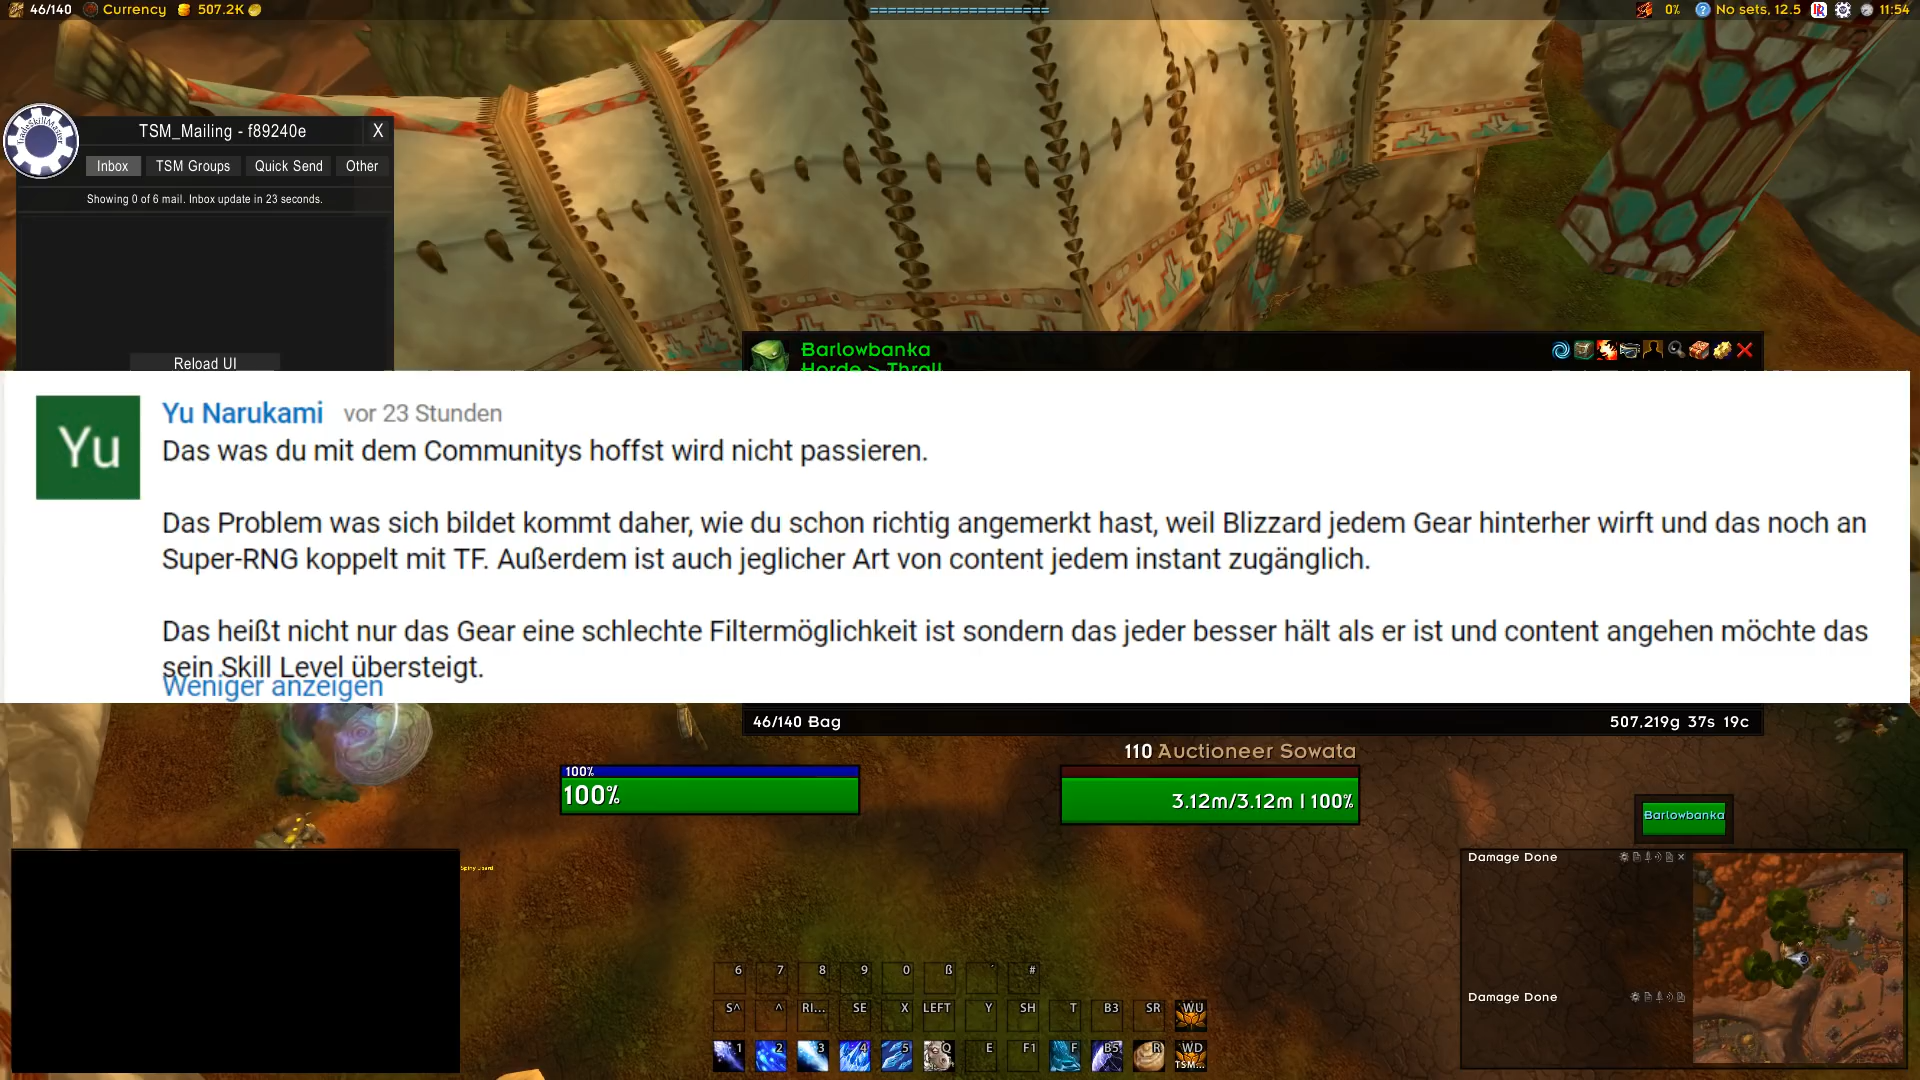 46/140 Currency 507.2K
0% No sets, 12.5 11:54
TSM_Mailing - f89240e X
Inbox TSM Groups Quick Send Other
Showing 0 of 6 mail. Inbox update in 23 seconds.
Reload UI
Barlowbanka
Horde > Thrall
Yu
Yu Narukami vor 23 Stunden
Das was du mit dem Communitys hoffst wird nicht passieren.
Das Problem was sich bildet kommt daher, wie du schon richtig angemerkt hast, weil Blizzard jedem Gear hinterher wirft und das noch an
Super-RNG koppelt mit TF. Außerdem ist auch jeglicher Art von content jedem instant zugänglich.
Das heißt nicht nur das Gear eine schlechte Filtermöglichkeit ist sondern das jeder besser hält als er ist und content angehen möchte das
sein Skill Level übersteigt.
Weniger anzeigen
46/140 Bag 507.219g 37s 19c
110 Auctioneer Sowata
100%
100%
3.12m/3.12m | 100%
Barlowbanka
Damage Done
Damage Done
6 7 8 9 0 ß ´ #
S^ ^ RI... SE X LEFT Y SH T B3 SR WU
1 2 3 4 5 Q E F1 F B5 R WD
TSM...